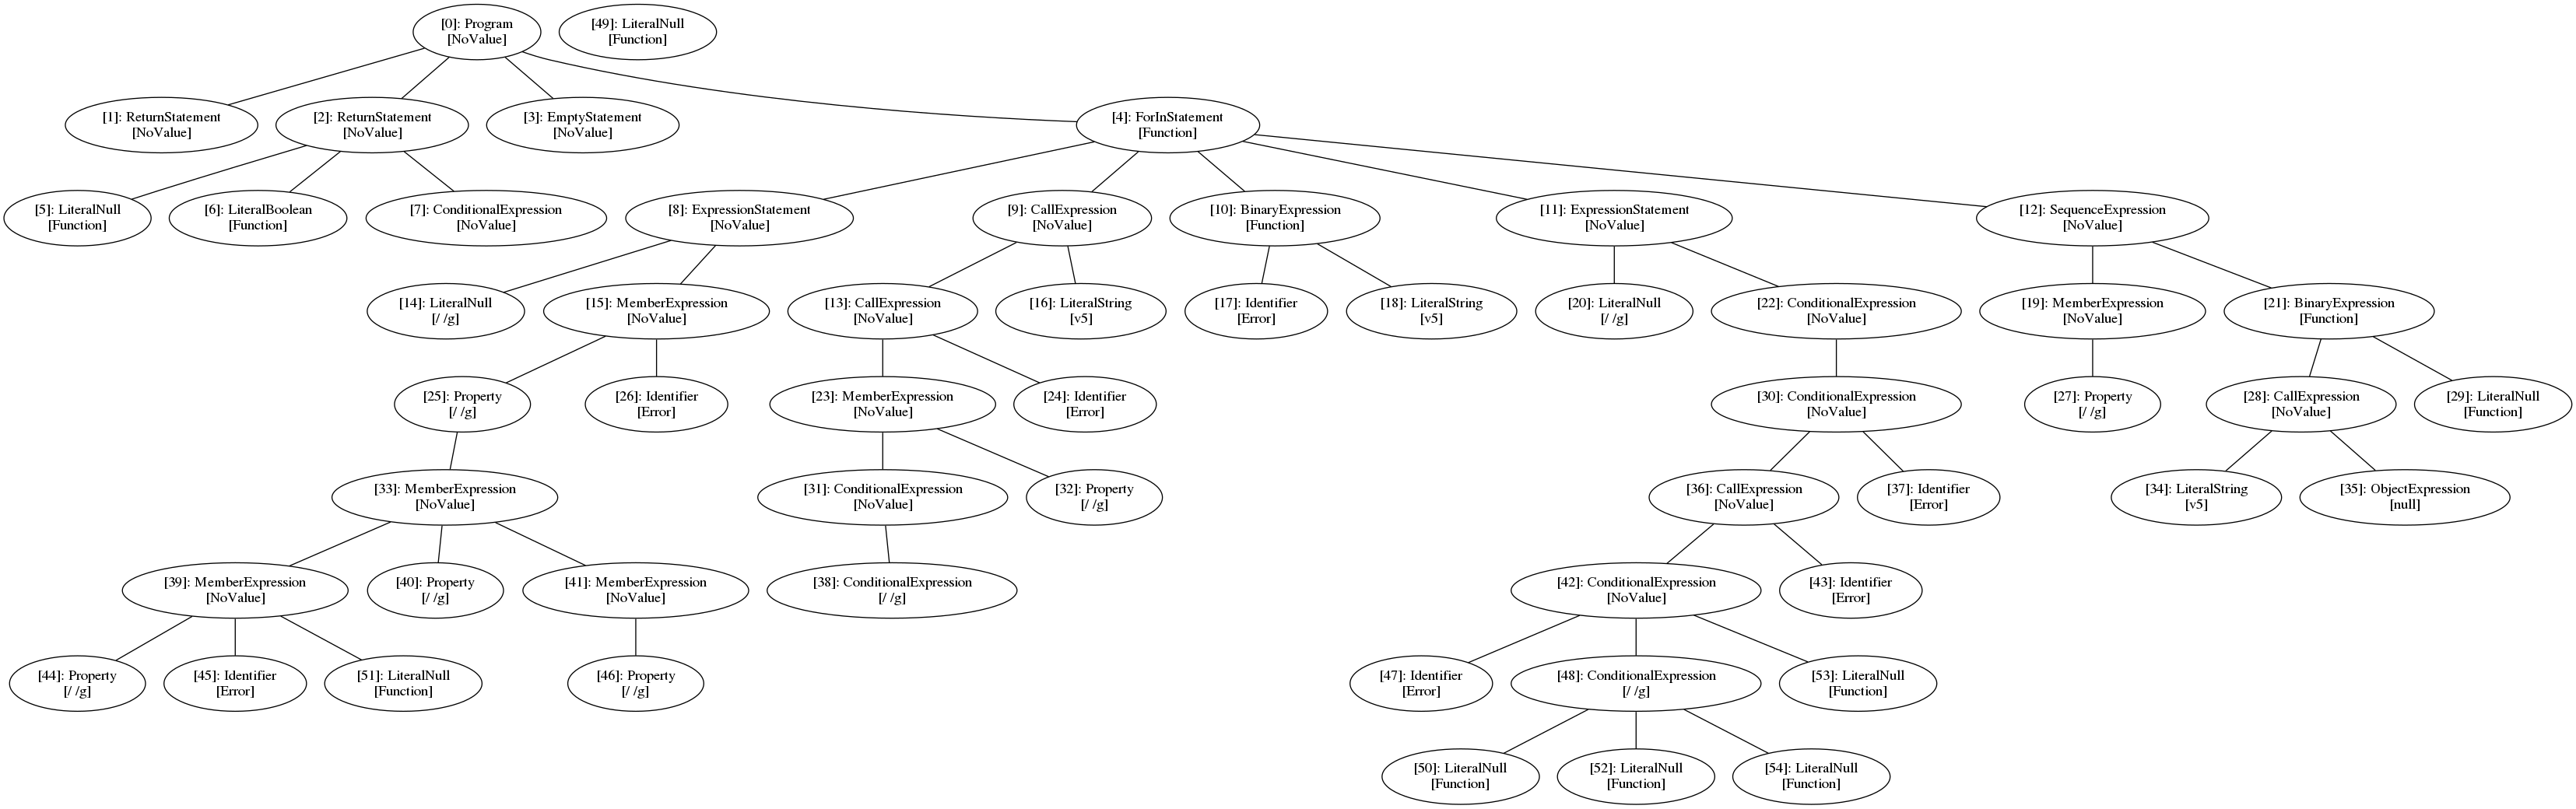 [0]: Program
[NoValue]
[49]: LiteralNull
[Function]
[1]: ReturnStatement
[NoValue]
[2]: ReturnStatement
[NoValue]
[3]: EmptyStatement
[NoValue]
[4]: ForInStatement
[Function]
[5]: LiteralNull
[Function]
[6]: LiteralBoolean
[Function]
[7]: ConditionalExpression
[NoValue]
[8]: ExpressionStatement
[NoValue]
[9]: CallExpression
[NoValue]
[10]: BinaryExpression
[Function]
[11]: ExpressionStatement
[NoValue]
[12]: SequenceExpression
[NoValue]
[14]: LiteralNull
[/ /g]
[15]: MemberExpression
[NoValue]
[13]: CallExpression
[NoValue]
[16]: LiteralString
[v5]
[17]: Identifier
[Error]
[18]: LiteralString
[v5]
[20]: LiteralNull
[/ /g]
[22]: ConditionalExpression
[NoValue]
[19]: MemberExpression
[NoValue]
[21]: BinaryExpression
[Function]
[25]: Property
[/ /g]
[26]: Identifier
[Error]
[23]: MemberExpression
[NoValue]
[24]: Identifier
[Error]
[30]: ConditionalExpression
[NoValue]
[27]: Property
[/ /g]
[28]: CallExpression
[NoValue]
[29]: LiteralNull
[Function]
[33]: MemberExpression
[NoValue]
[31]: ConditionalExpression
[NoValue]
[32]: Property
[/ /g]
[36]: CallExpression
[NoValue]
[37]: Identifier
[Error]
[34]: LiteralString
[v5]
[35]: ObjectExpression
[null]
[39]: MemberExpression
[NoValue]
[40]: Property
[/ /g]
[41]: MemberExpression
[NoValue]
[38]: ConditionalExpression
[/ /g]
[42]: ConditionalExpression
[NoValue]
[43]: Identifier
[Error]
[44]: Property
[/ /g]
[45]: Identifier
[Error]
[51]: LiteralNull
[Function]
[46]: Property
[/ /g]
[47]: Identifier
[Error]
[48]: ConditionalExpression
[/ /g]
[53]: LiteralNull
[Function]
[50]: LiteralNull
[Function]
[52]: LiteralNull
[Function]
[54]: LiteralNull
[Function]